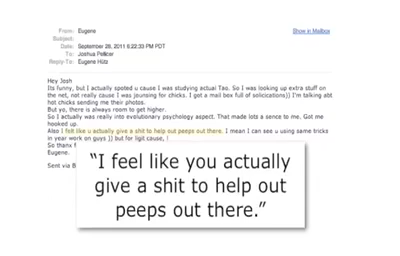 From: Eugene
Show in Mailbox
Subject:
Date: September 28, 2011 6:22:33 PM PDT
To: Joshua Pellicer
Reply-To: Eugene Hütz
Hey Josh
Its funny, but I actually spotted u cause I was studying actual Tao. So I was looking up extra stuff on
the net, not really cause I was jounsing for chicks. I got a mail box full of solicications)) I'm talking abt
hot chicks sending me their photos.
But yo, there is always room to get higher.
So I actually was really into evolutionary psychology aspect. That made lots a sence to me. Got me
hooked up.
Also I felt like u actually give a shit to help out peeps out there. I mean I can see u using same tricks
in year work on guys )) but for ligit cause, (
So thanx f
Eugene.
Sent via B
“I feel like you actually
give a shit to help out
peeps out there.”